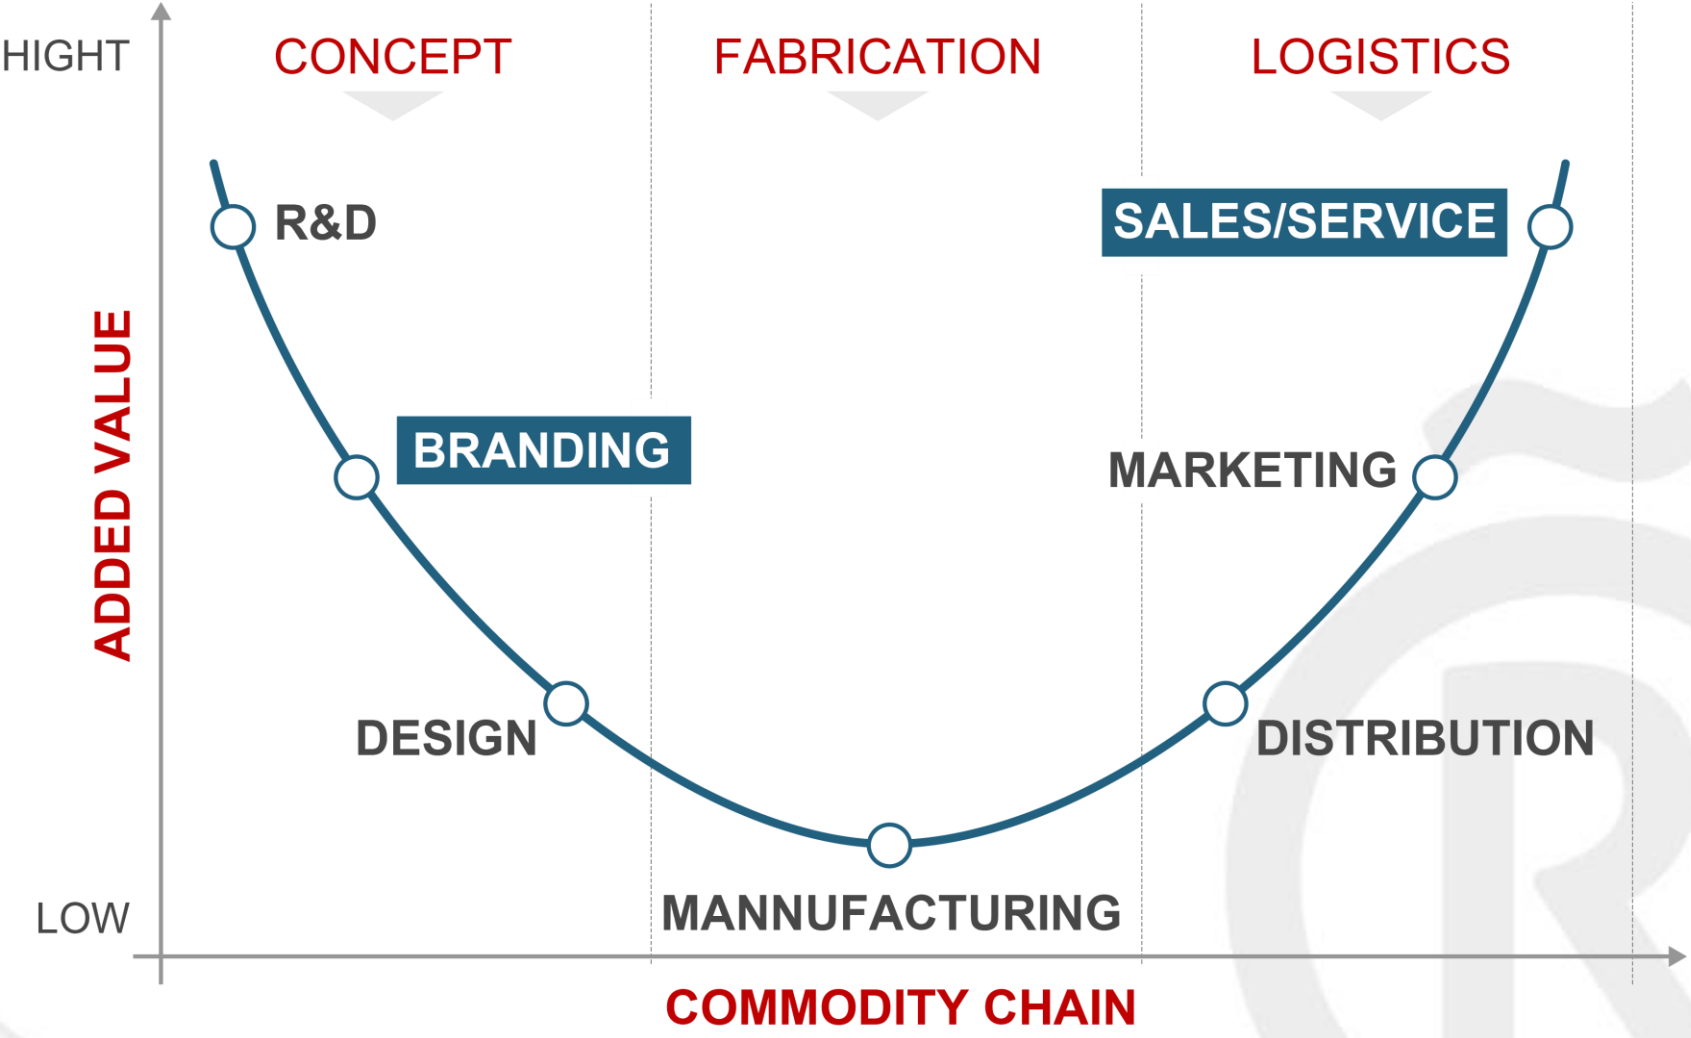 HIGHT
CONCEPT
FABRICATION
LOGISTICS
R&D
SALES/SERVICE
BRANDING
MARKETING
ADDED VALUE
DESIGN
DISTRIBUTION
MANNUFACTURING
LOW
COMMODITY CHAIN
R